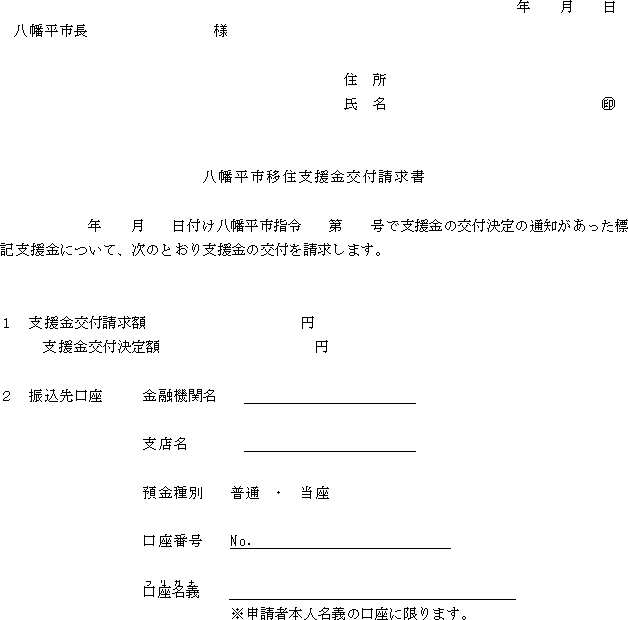 年　　月　　日
八幡平市長　　　　　　　　様
住　所
氏　名　　　　　　　　　　　　　　㊞
八幡平市移住支援金交付請求書
年　　月　　日付け八幡平市指令　　第　　号で支援金の交付決定の通知があった標
記支援金について、次のとおり支援金の交付を請求します。
１　支援金交付請求額　　　　　　　　　　円
支援金交付決定額　　　　　　　　　　円
２　振込先口座　　金融機関名
支店名
預金種別　　普通　・　当座
口座番号　　No.
フリガナ
口座名義
※申請者本人名義の口座に限ります。